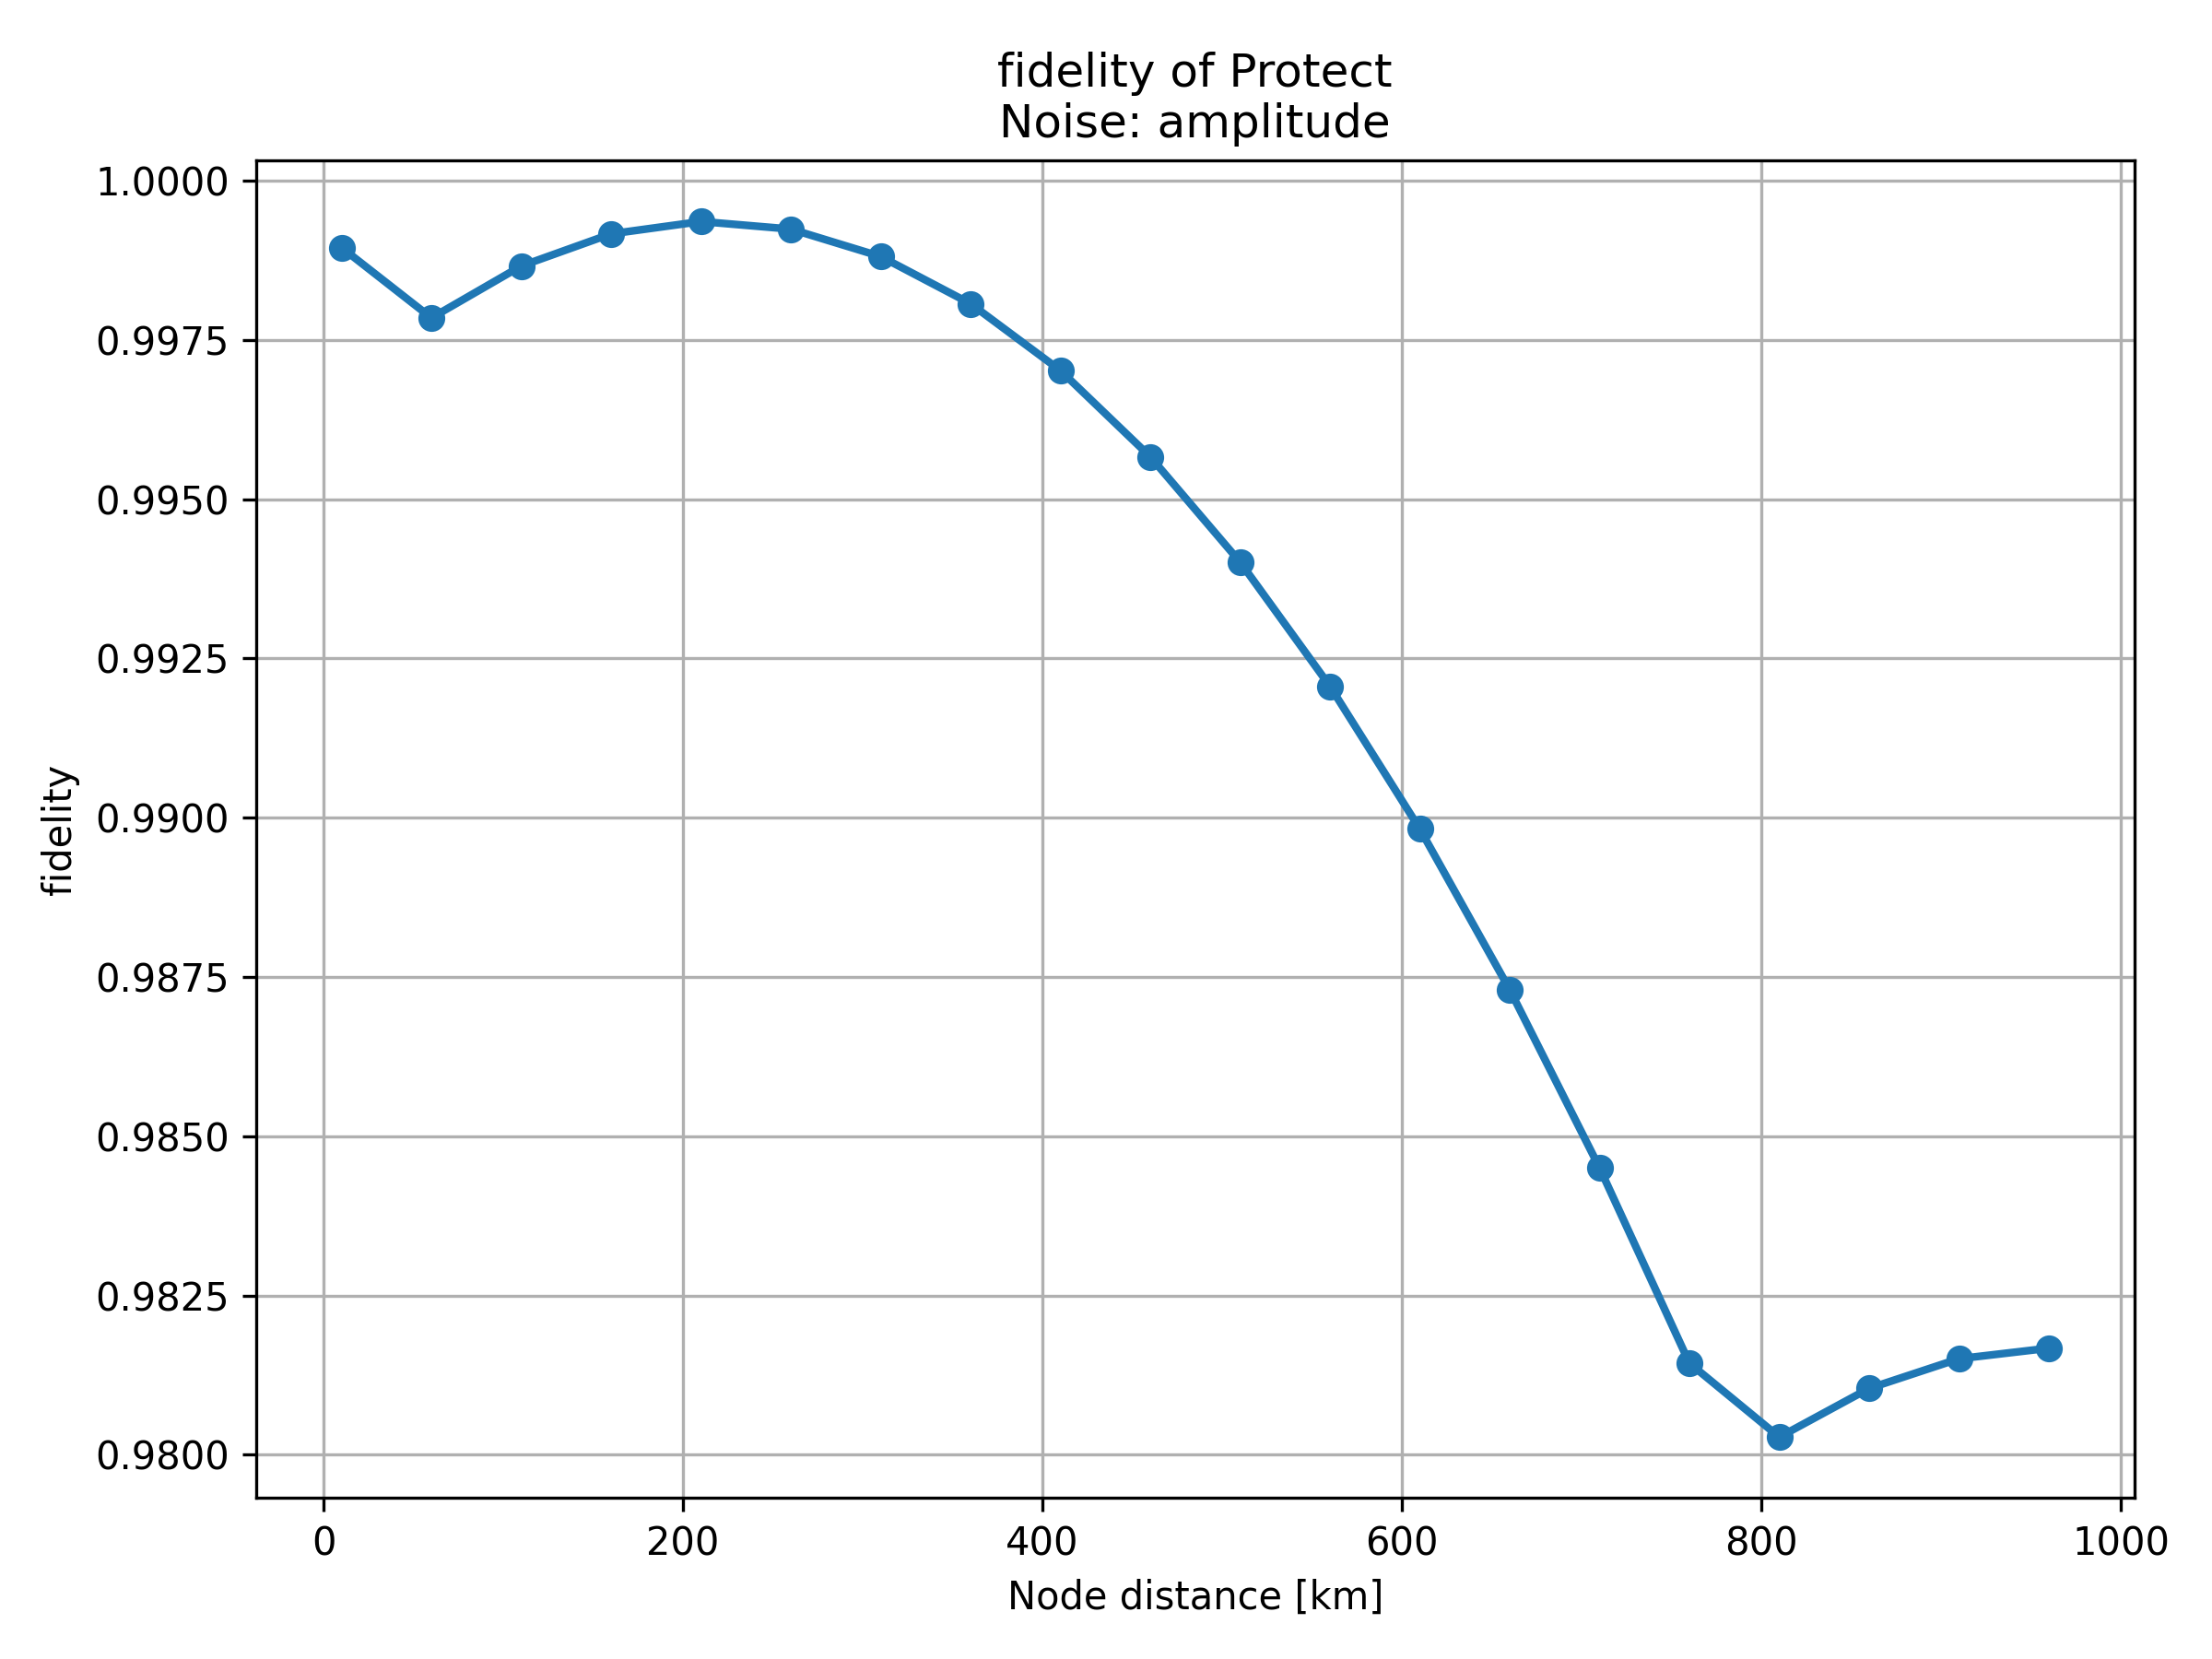 fidelity of Protect
Noise: amplitude
1.0000
0.9975
0.9950
0.9925
0.9900
0.9875
0.9850
0.9825
0.9800
fidelity
0 200 400 600 800 1000
Node distance [km]